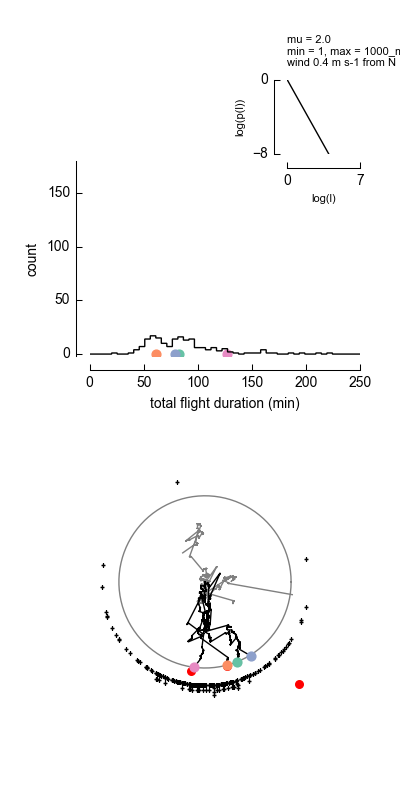 mu = 2.0
min = 1, max = 1000_m
wind 0.4 m s-1 from N
0
−8
log(p(l))
0
7
log(l)
150
100
50
0
count
0
50
100
150
200
250
total flight duration (min)